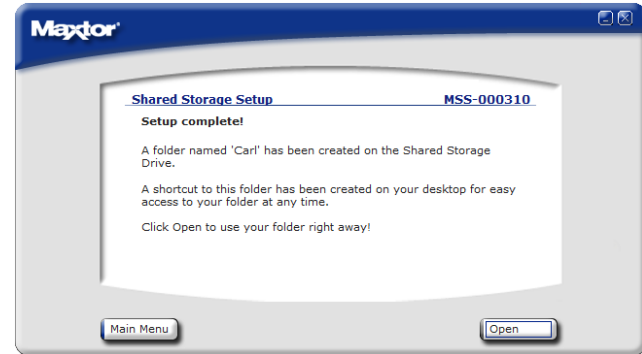 Maxtor
Shared Storage Setup MSS-000310
Setup complete!
A folder named 'Carl' has been created on the Shared Storage
Drive.
A shortcut to this folder has been created on your desktop for easy
access to your folder at any time.
Click Open to use your folder right away!
Main Menu Open